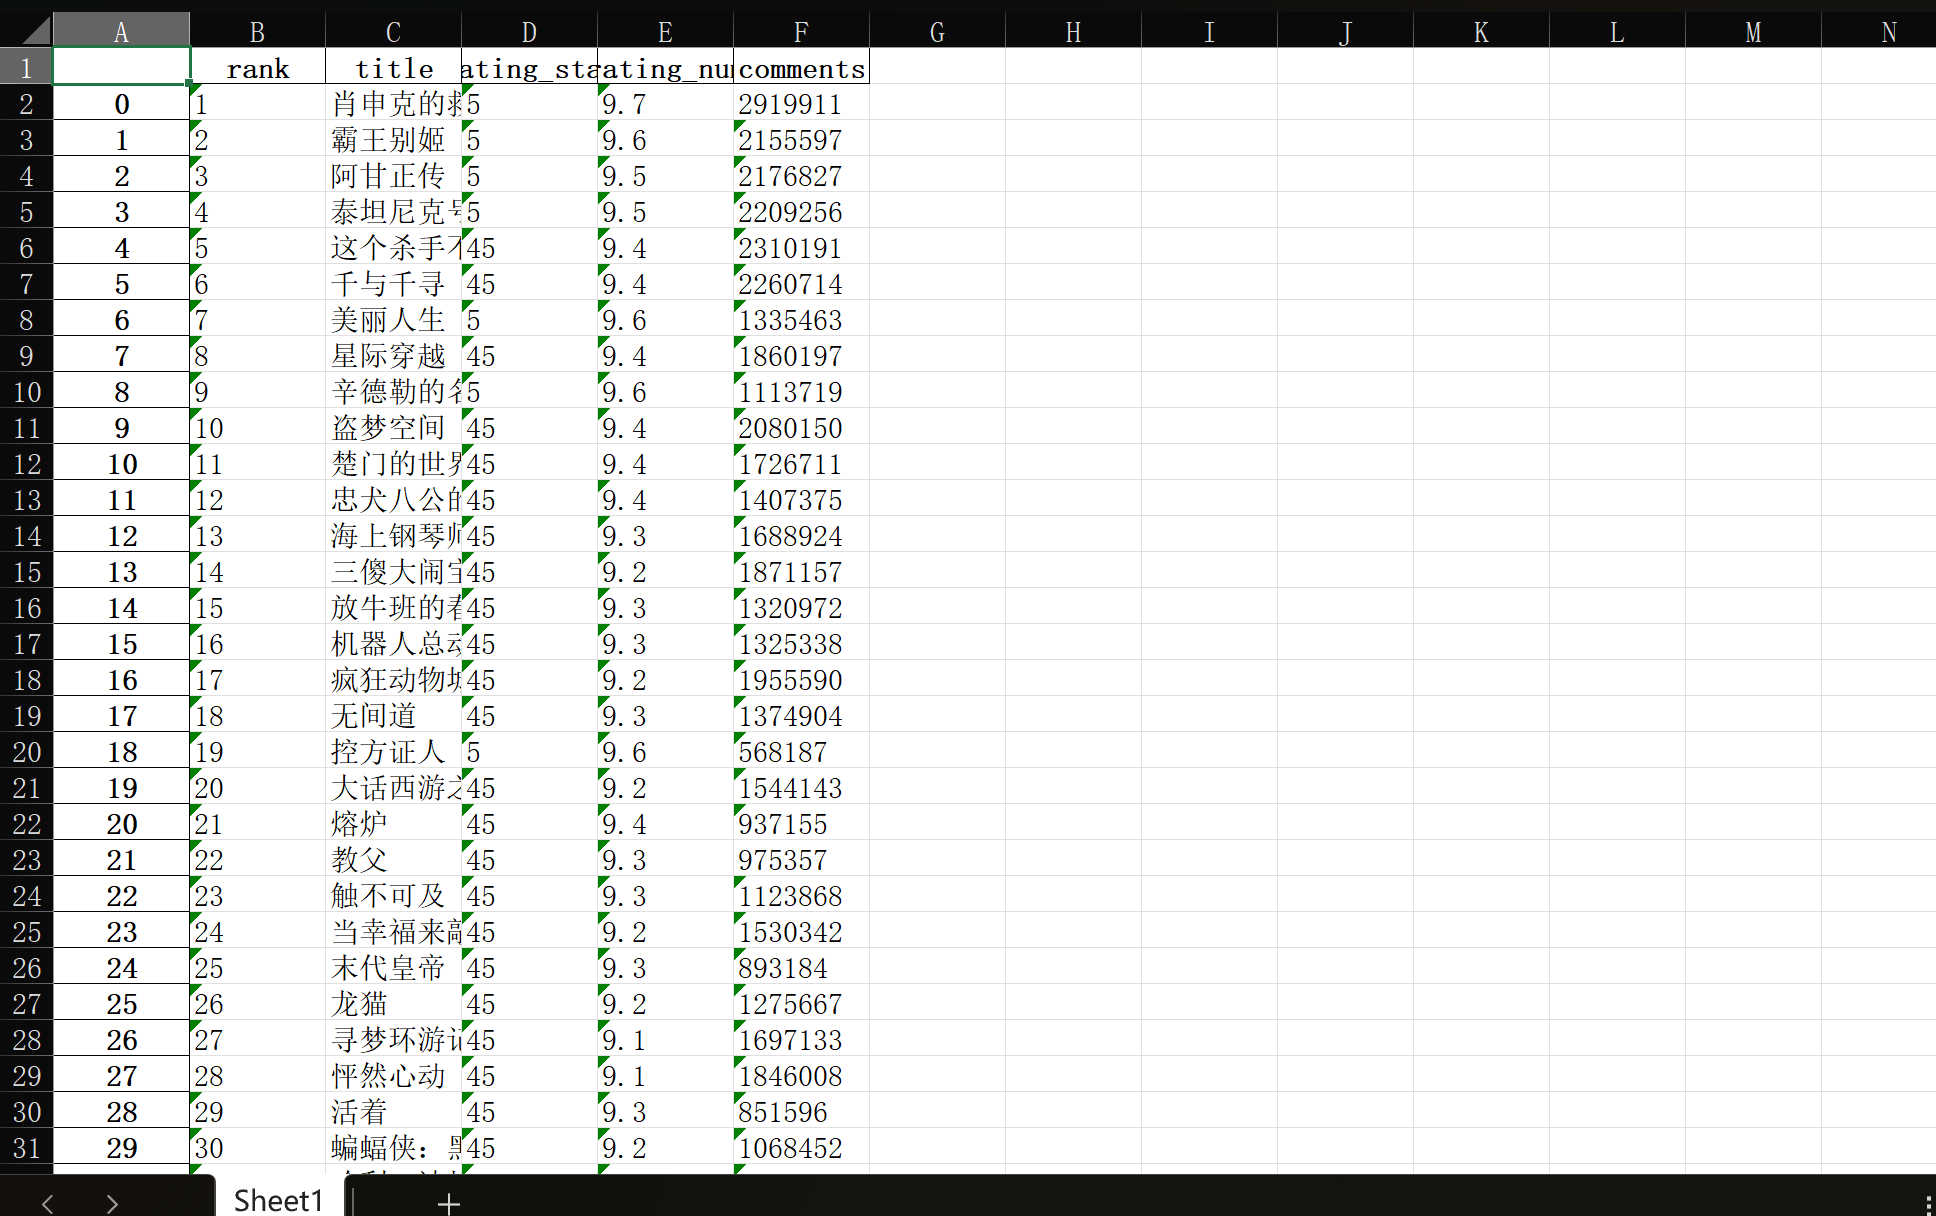 A B C D E F G H I J K L M N
1 rank title ating_sta ating_nu comments
2 0 1 肖申克的 5 9.7 2919911
3 1 2 霸王别姬 5 9.6 2155597
4 2 3 阿甘正传 5 9.5 2176827
5 3 4 泰坦尼克 5 9.5 2209256
6 4 5 这个杀手 45 9.4 2310191
7 5 6 千与千寻 45 9.4 2260714
8 6 7 美丽人生 5 9.6 1335463
9 7 8 星际穿越 45 9.4 1860197
10 8 9 辛德勒的 5 9.6 1113719
11 9 10 盗梦空间 45 9.4 2080150
12 10 11 楚门的世 45 9.4 1726711
13 11 12 忠犬八公 45 9.4 1407375
14 12 13 海上钢琴 45 9.3 1688924
15 13 14 三傻大闹 45 9.2 1871157
16 14 15 放牛班的 45 9.3 1320972
17 15 16 机器人总 45 9.3 1325338
18 16 17 疯狂动物 45 9.2 1955590
19 17 18 无间道 45 9.3 1374904
20 18 19 控方证人 5 9.6 568187
21 19 20 大话西游 45 9.2 1544143
22 20 21 熔炉 45 9.4 937155
23 21 22 教父 45 9.3 975357
24 22 23 触不可及 45 9.3 1123868
25 23 24 当幸福来 45 9.2 1530342
26 24 25 末代皇帝 45 9.3 893184
27 25 26 龙猫 45 9.2 1275667
28 26 27 寻梦环游 45 9.1 1697133
29 27 28 怦然心动 45 9.1 1846008
30 28 29 活着 45 9.3 851596
31 29 30 蝙蝠侠： 45 9.2 1068452
Sheet1